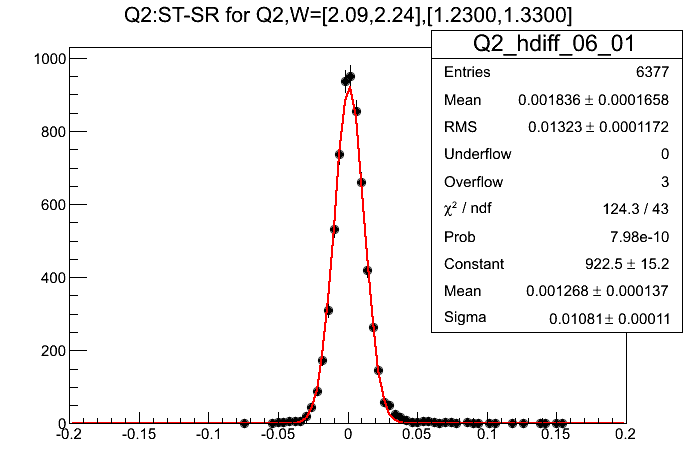 Q2:ST-SR for Q2,W=[2.09,2.24],[1.2300,1.3300]
Q2_hdiff_06_01
Entries 6377
Mean 0.001836 ± 0.0001658
RMS 0.01323 ± 0.0001172
Underflow 0
Overflow 3
χ² / ndf 124.3 / 43
Prob 7.98e-10
Constant 922.5 ± 15.2
Mean 0.001268 ± 0.000137
Sigma 0.01081 ± 0.00011
1000
800
600
400
200
0
-0.2 -0.15 -0.1 -0.05 0 0.05 0.1 0.15 0.2